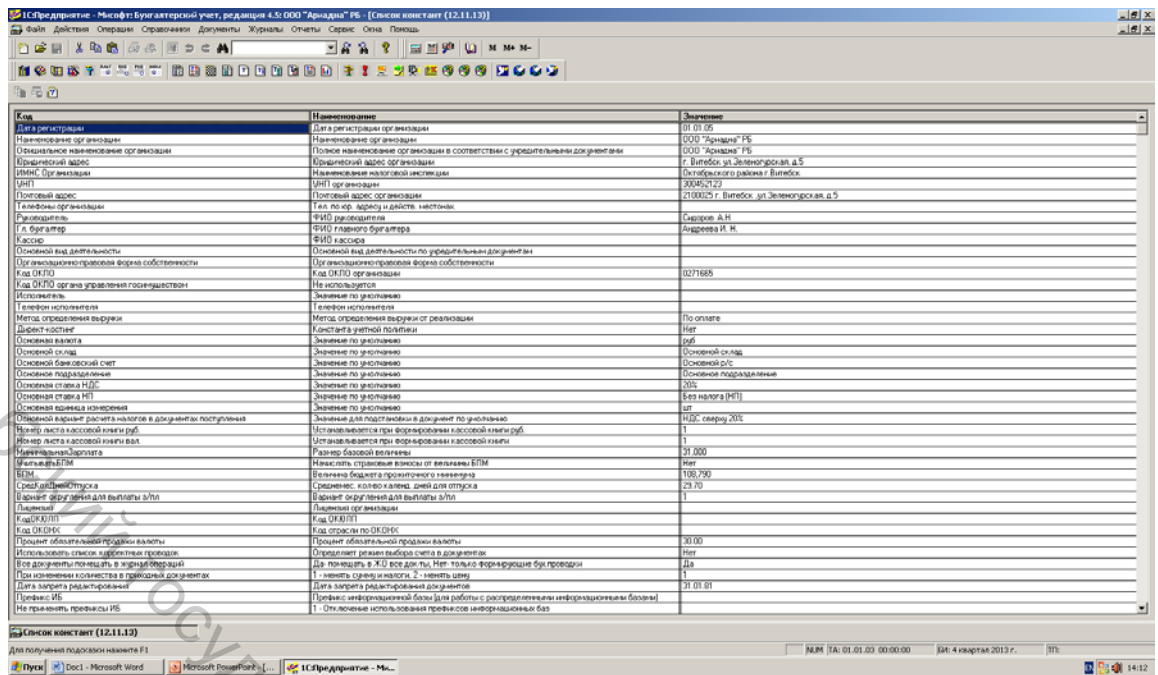 1С:Предприятие - Мисофт: Бухгалтерский учет, редакция 4.5: ООО "Ариадна" РБ - [Список констант (12.11.13)]
Файл Действия Операции Справочники Документы Журналы Отчеты Сервис Окна Помощь
M M+ M-
Код Наименование Значение
Дата регистрации Дата регистрации организации 01.01.05
Наименование организации Наименование организации ООО "Ариадна" РБ
Официальное наименование организации Полное наименование организации в соответствии с учредительными документами ООО "Ариадна" РБ
Юридический адрес Юридический адрес организации г. Витебск ул.Зеленогурская, д.5
ИМНС Организации Наименование налоговой инспекции Октябрьского района г.Витебск
УНП УНП организации 300452123
Почтовый адрес Почтовый адрес организации 2100025 г. Витебск ,ул.Зеленогурская, д.5
Телефоны организации Тел. по юр. адресу и действ. местонах.
Руководитель ФИО руководителя Сидоров А.Н
Гл. бухгалтер ФИО главного бухгалтера Андреева И. Н.
Кассир ФИО кассира
Основной вид деятельности Основной вид деятельности по учредительным документам
Организационно-правовая форма собственности Организационно-правовая форма собственности
Код ОКПО Код ОКПО организации 0271665
Код ОКПО органа управления госимуществом Не используется
Исполнитель Значение по умолчанию
Телефон исполнителя Телефон исполнителя
Метод определения выручки Метод определения выручки от реализации По оплате
Директ-костинг Константа учетной политики Нет
Основная валюта Значение по умолчанию руб
Основной склад Значение по умолчанию Основной склад
Основной банковский счет Значение по умолчанию Основной р/с
Основное подразделение Значение по умолчанию Основное подразделение
Основная ставка НДС Значение по умолчанию 20%
Основная ставка НП Значение по умолчанию Без налога (НП)
Основная единица измерения Значение по умолчанию шт
Основной вариант расчета налогов в документах поступления Значение для подстановки в документ по умолчанию НДС сверху 20%
Номер листа кассовой книги руб. Устанавливается при формировании кассовой книги руб. 1
Номер листа кассовой книги вал. Устанавливается при формировании кассовой книги 1
МинимальнаяЗарплата Размер базовой величины 31,000
УчитыватьБПМ Начислять страховые взносы от величины БПМ Нет
БПМ Величина бюджета прожиточного минимума 108,790
СредКолДнейОтпуска Среднемес. кол-во календ. дней для отпуска 29.70
Вариант округления для выплаты з/пл Вариант округления для выплаты з/пл 1
Лицензия Лицензия организации
КодОКЮЛП Код ОКЮЛП
Код ОКОНХ Код отрасли по ОКОНХ
Процент обязательной продажи валюты Процент обязательной продажи валюты 30.00
Использовать список корректных проводок Определяет режим выбора счета в документах Нет
Все документы помещать в журнал операций Да- помещать в ЖО все док-ты, Нет- только формирующие бух.проводки Да
При изменении количества в приходных документах 1 - менять сумму и налоги, 2 - менять цену 1
Дата запрета редактирования Дата запрета редактирования документов 31.01.81
Префикс ИБ Префикс информационной базы (для работы с распределенными информационными базами)
Не применять префиксы ИБ 1 - Отключение использования префиксов информационных баз
Список констант (12.11.13)
Для получения подсказки нажмите F1 NUM ТА: 01.01.03 00:00:00 БИ: 4 квартал 2013 г. ТП:
Пуск Doc1 - Microsoft Word Microsoft PowerPoint - [... 1С:Предприятие - Ми... 14:12